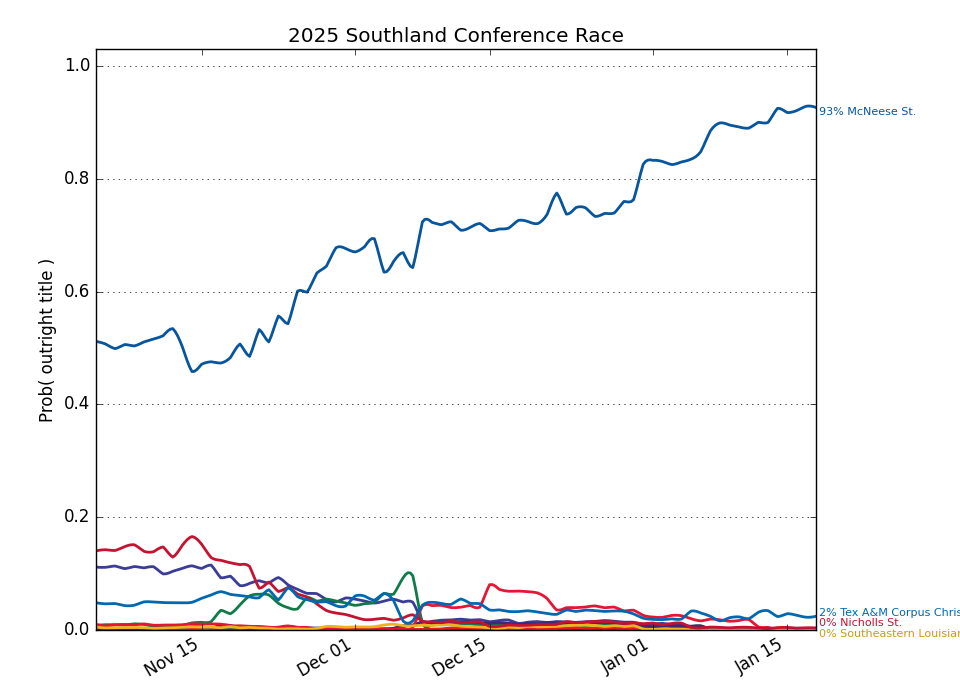 2025 Southland Conference Race
Prob( outright title )
1.0
0.8
0.6
0.4
0.2
0.0
Nov 15
Dec 01
Dec 15
Jan 01
Jan 15
93% McNeese St.
2% Tex A&M Corpus Chris
0% Nicholls St.
0% Southeastern Louisian